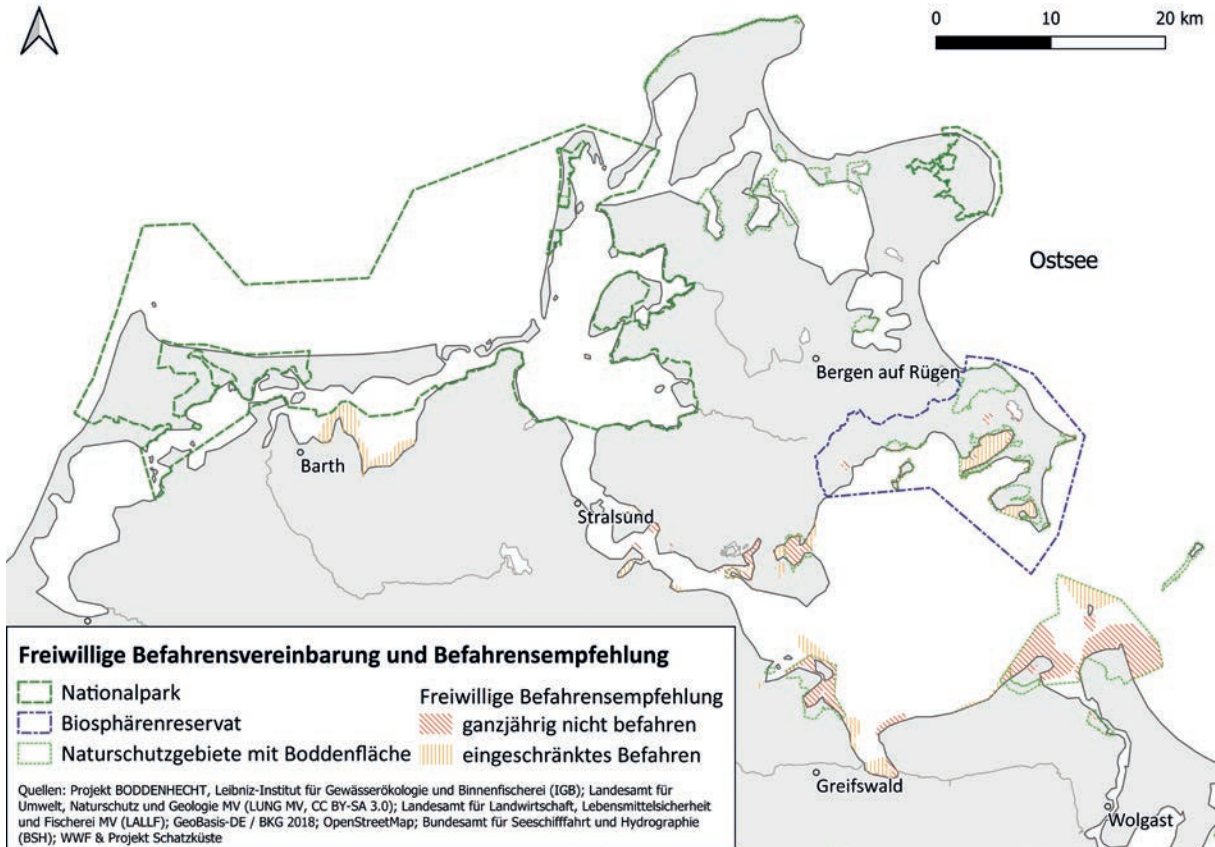 0 10 20 km
Ostsee
Bergen auf Rügen
Barth
Stralsund
Greifswald
Wolgast
Freiwillige Befahrensvereinbarung und Befahrensempfehlung
Nationalpark
Biosphärenreservat
Naturschutzgebiete mit Boddenfläche
Freiwillige Befahrensempfehlung
ganzjährig nicht befahren
eingeschränktes Befahren
Quellen: Projekt BODDENHECHT, Leibniz-Institut für Gewässerökologie und Binnenfischerei (IGB); Landesamt für
Umwelt, Naturschutz und Geologie MV (LUNG MV, CC BY-SA 3.0); Landesamt für Landwirtschaft, Lebensmittelsicherheit
und Fischerei MV (LALLF); GeoBasis-DE / BKG 2018; OpenStreetMap; Bundesamt für Seeschifffahrt und Hydrographie
(BSH); WWF & Projekt Schatzküste